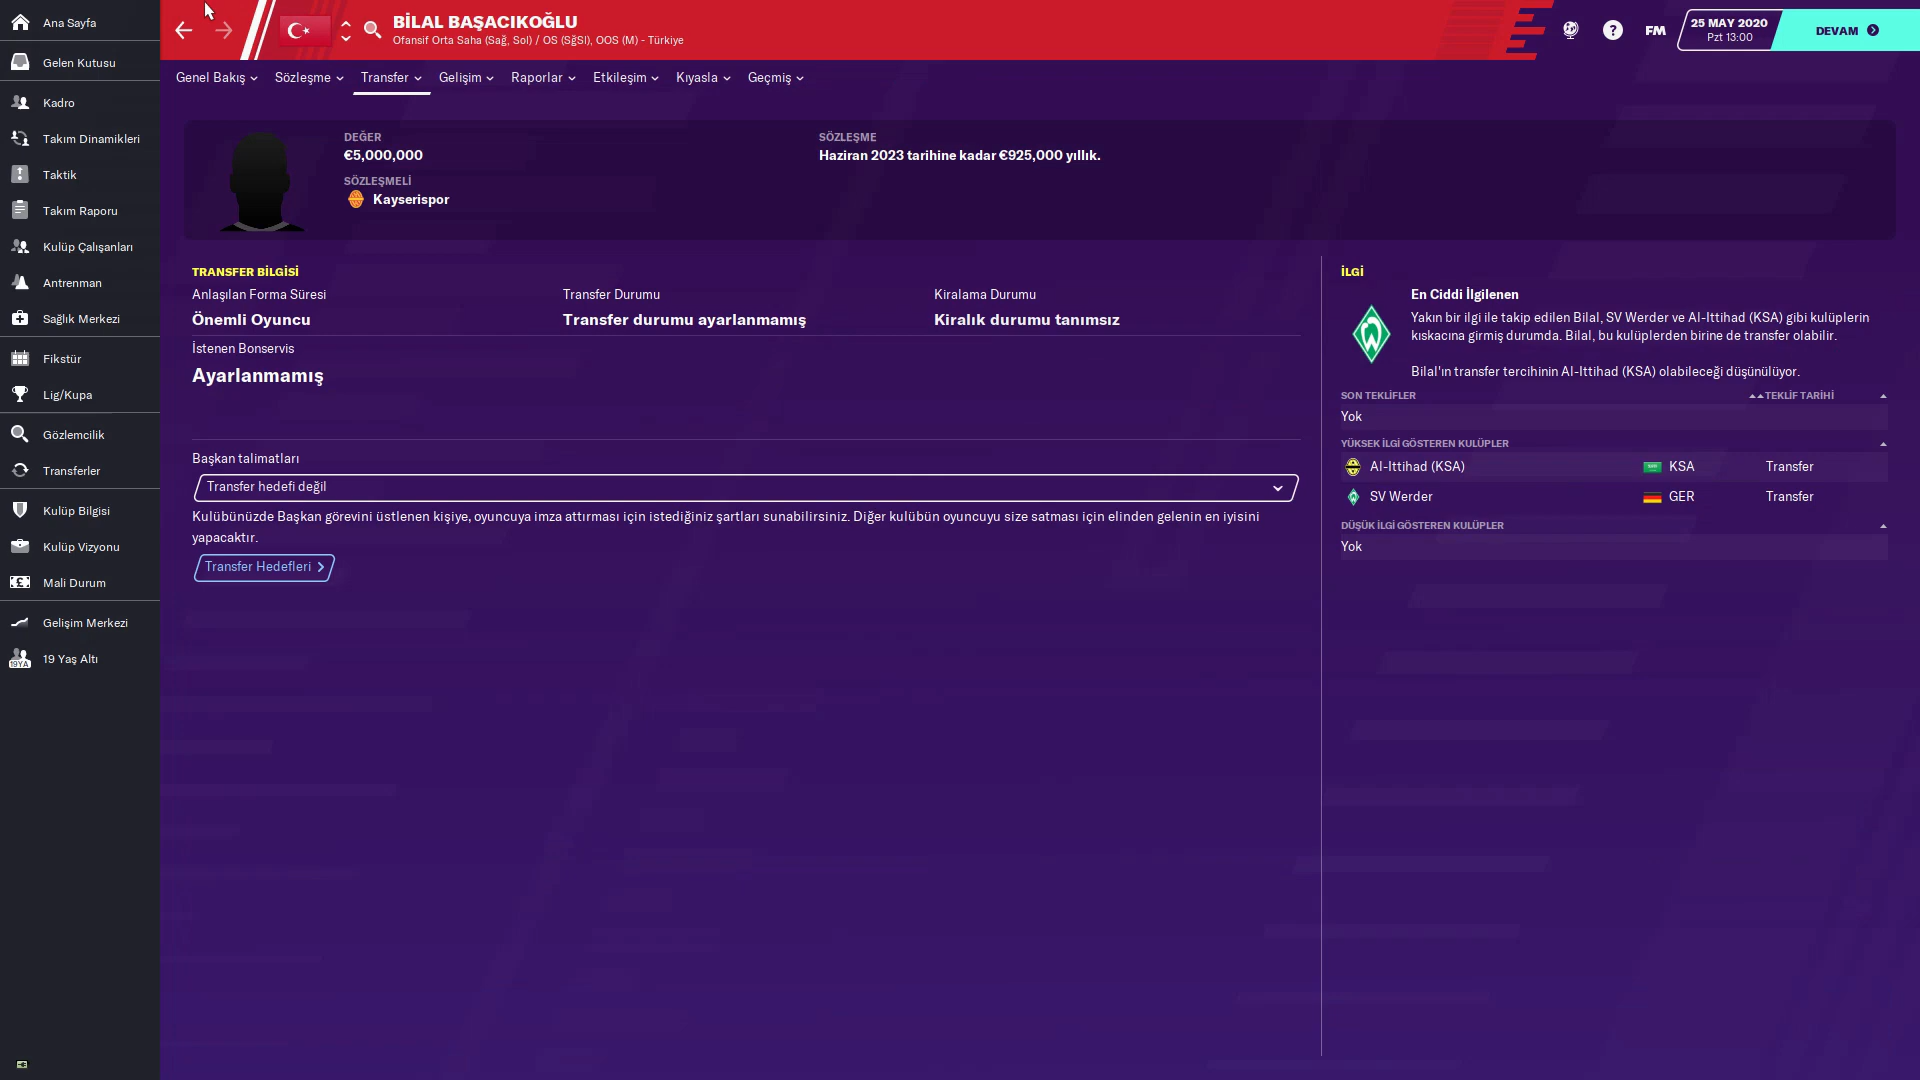 Ana Sayfa
Gelen Kutusu
Kadro
Takım Dinamikleri
Taktik
Takım Raporu
Kulüp Çalışanları
Antrenman
Sağlık Merkezi
Fikstür
Lig/Kupa
Gözlemcilik
Transferler
Kulüp Bilgisi
Kulüp Vizyonu
Mali Durum
Gelişim Merkezi
19YA
19 Yaş Altı
BİLAL BAŞACIKOĞLU
Ofansif Orta Saha (Sağ, Sol) / OS (SğSl), OOS (M) - Türkiye
?
FM
25 MAY 2020
Pzt 13:00
DEVAM
Genel Bakış
Sözleşme
Transfer
Gelişim
Raporlar
Etkileşim
Kıyasla
Geçmiş
DEĞER
€5,000,000
SÖZLEŞMELİ
Kayserispor
SÖZLEŞME
Haziran 2023 tarihine kadar €925,000 yıllık.
TRANSFER BİLGİSİ
Anlaşılan Forma Süresi
Önemli Oyuncu
Transfer Durumu
Transfer durumu ayarlanmamış
Kiralama Durumu
Kiralık durumu tanımsız
İstenen Bonservis
Ayarlanmamış
Başkan talimatları
Transfer hedefi değil
Kulübünüzde Başkan görevini üstlenen kişiye, oyuncuya imza attırması için istediğiniz şartları sunabilirsiniz. Diğer kulübün oyuncuyu size satması için elinden gelenin en iyisini
yapacaktır.
Transfer Hedefleri
İLGİ
En Ciddi İlgilenen
Yakın bir ilgi ile takip edilen Bilal, SV Werder ve Al-Ittihad (KSA) gibi kulüplerin
kıskacına girmiş durumda. Bilal, bu kulüplerden birine de transfer olabilir.
Bilal'ın transfer tercihinin Al-Ittihad (KSA) olabileceği düşünülüyor.
SON TEKLİFLER
TEKLİF TARİHİ
Yok
YÜKSEK İLGİ GÖSTEREN KULÜPLER
Al-Ittihad (KSA)
KSA
Transfer
SV Werder
GER
Transfer
DÜŞÜK İLGİ GÖSTEREN KULÜPLER
Yok